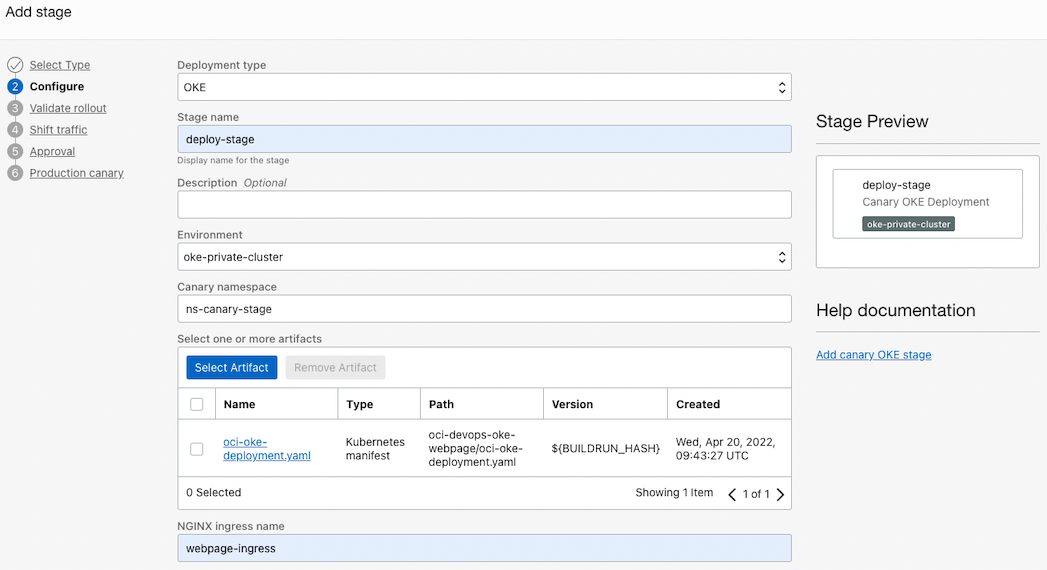 Add stage
Select Type
2 Configure
3 Validate rollout
4 Shift traffic
5 Approval
6 Production canary
Deployment type
OKE
Stage name
deploy-stage
Display name for the stage
Description Optional
Environment
oke-private-cluster
Canary namespace
ns-canary-stage
Select one or more artifacts
Select Artifact Remove Artifact
Name Type Path Version Created
oci-oke-
deployment.yaml
Kubernetes
manifest
oci-devops-oke-
webpage/oci-oke-
deployment.yaml
${BUILDRUN_HASH}
Wed, Apr 20, 2022,
09:43:27 UTC
0 Selected
Showing 1 Item
1 of 1
NGINX ingress name
webpage-ingress
Stage Preview
deploy-stage
Canary OKE Deployment
oke-private-cluster
Help documentation
Add canary OKE stage